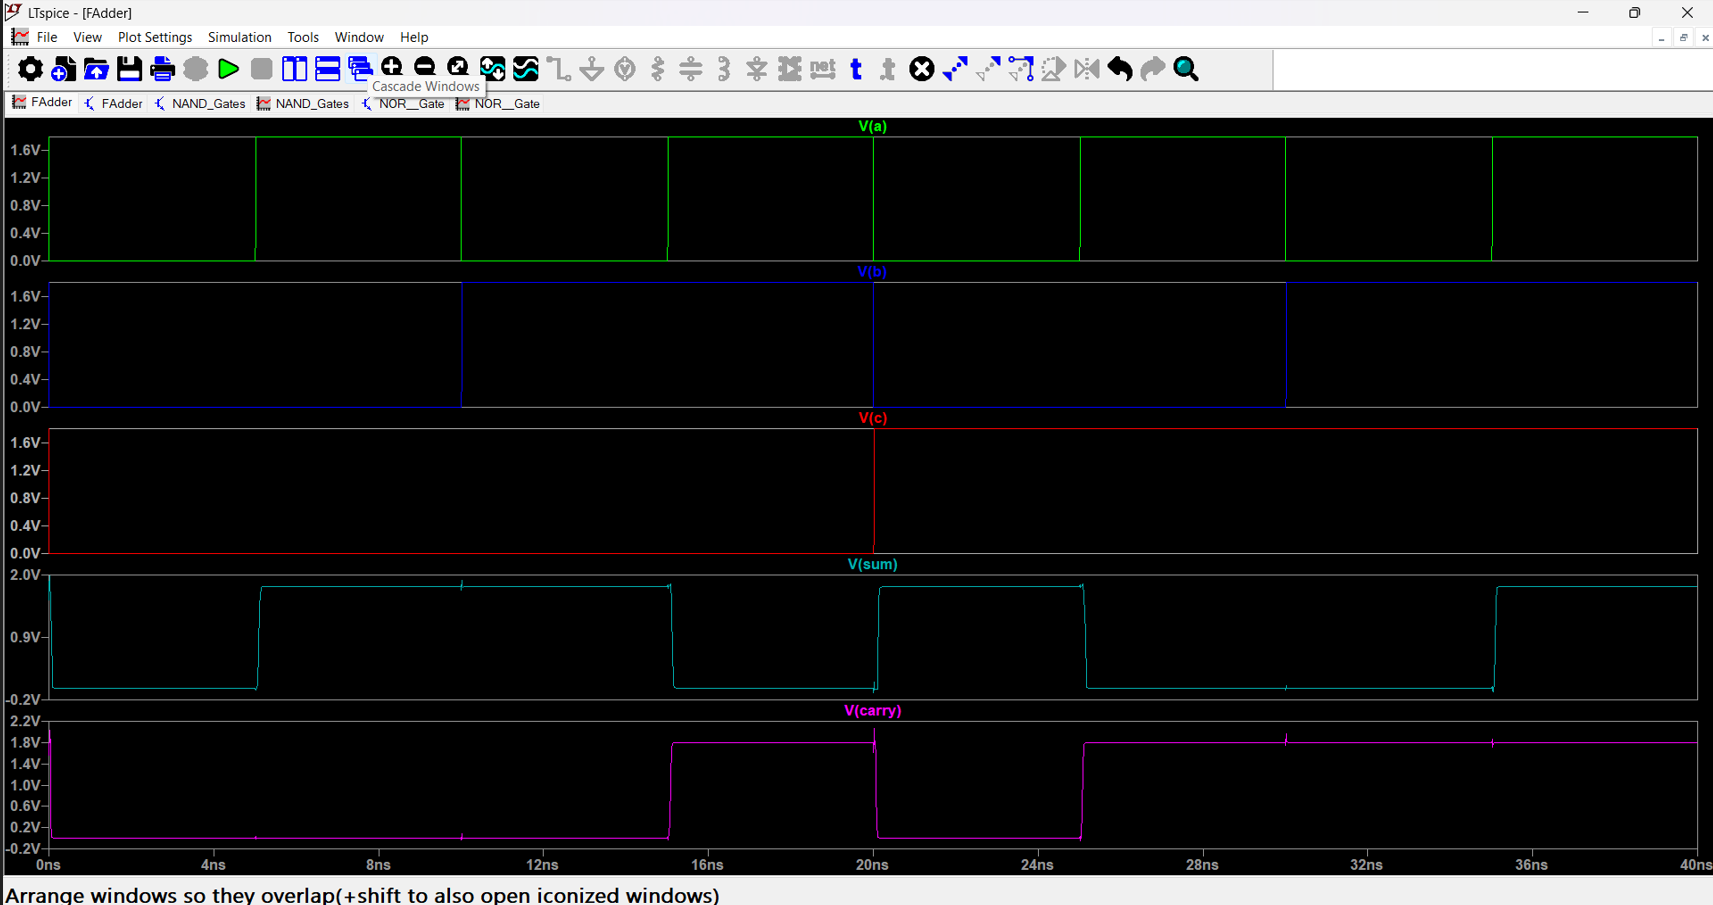 LTspice - [FAdder]
File View Plot Settings Simulation Tools Window Help
net t t
Cascade Windows
FAdder FAdder NAND_Gates NAND_Gates NOR__Gate NOR__Gate
V(a)
1.6V
1.2V
0.8V
0.4V
0.0V
V(b)
1.6V
1.2V
0.8V
0.4V
0.0V
V(c)
1.6V
1.2V
0.8V
0.4V
0.0V
V(sum)
2.0V
0.9V
-0.2V
V(carry)
2.2V
1.8V
1.4V
1.0V
0.6V
0.2V
-0.2V
0ns 4ns 8ns 12ns 16ns 20ns 24ns 28ns 32ns 36ns 40ns
Arrange windows so they overlap(+shift to also open iconized windows)